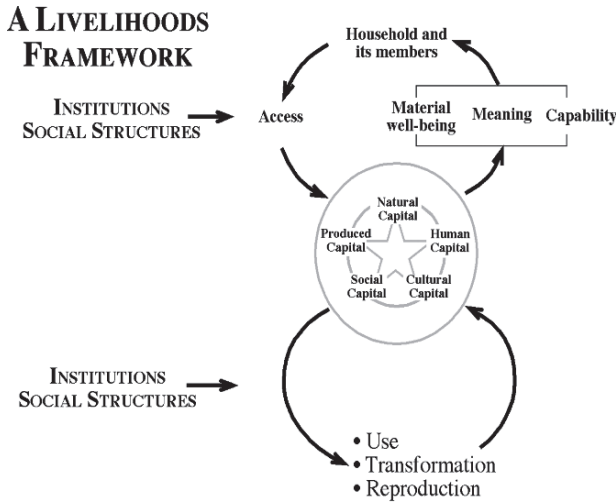 A LIVELIHOODS
FRAMEWORK
Household and
its members
INSTITUTIONS
SOCIAL STRUCTURES
Access
Material
well-being
Meaning
Capability
Natural
Capital
Produced
Capital
Human
Capital
Social
Capital
Cultural
Capital
INSTITUTIONS
SOCIAL STRUCTURES
• Use
• Transformation
• Reproduction